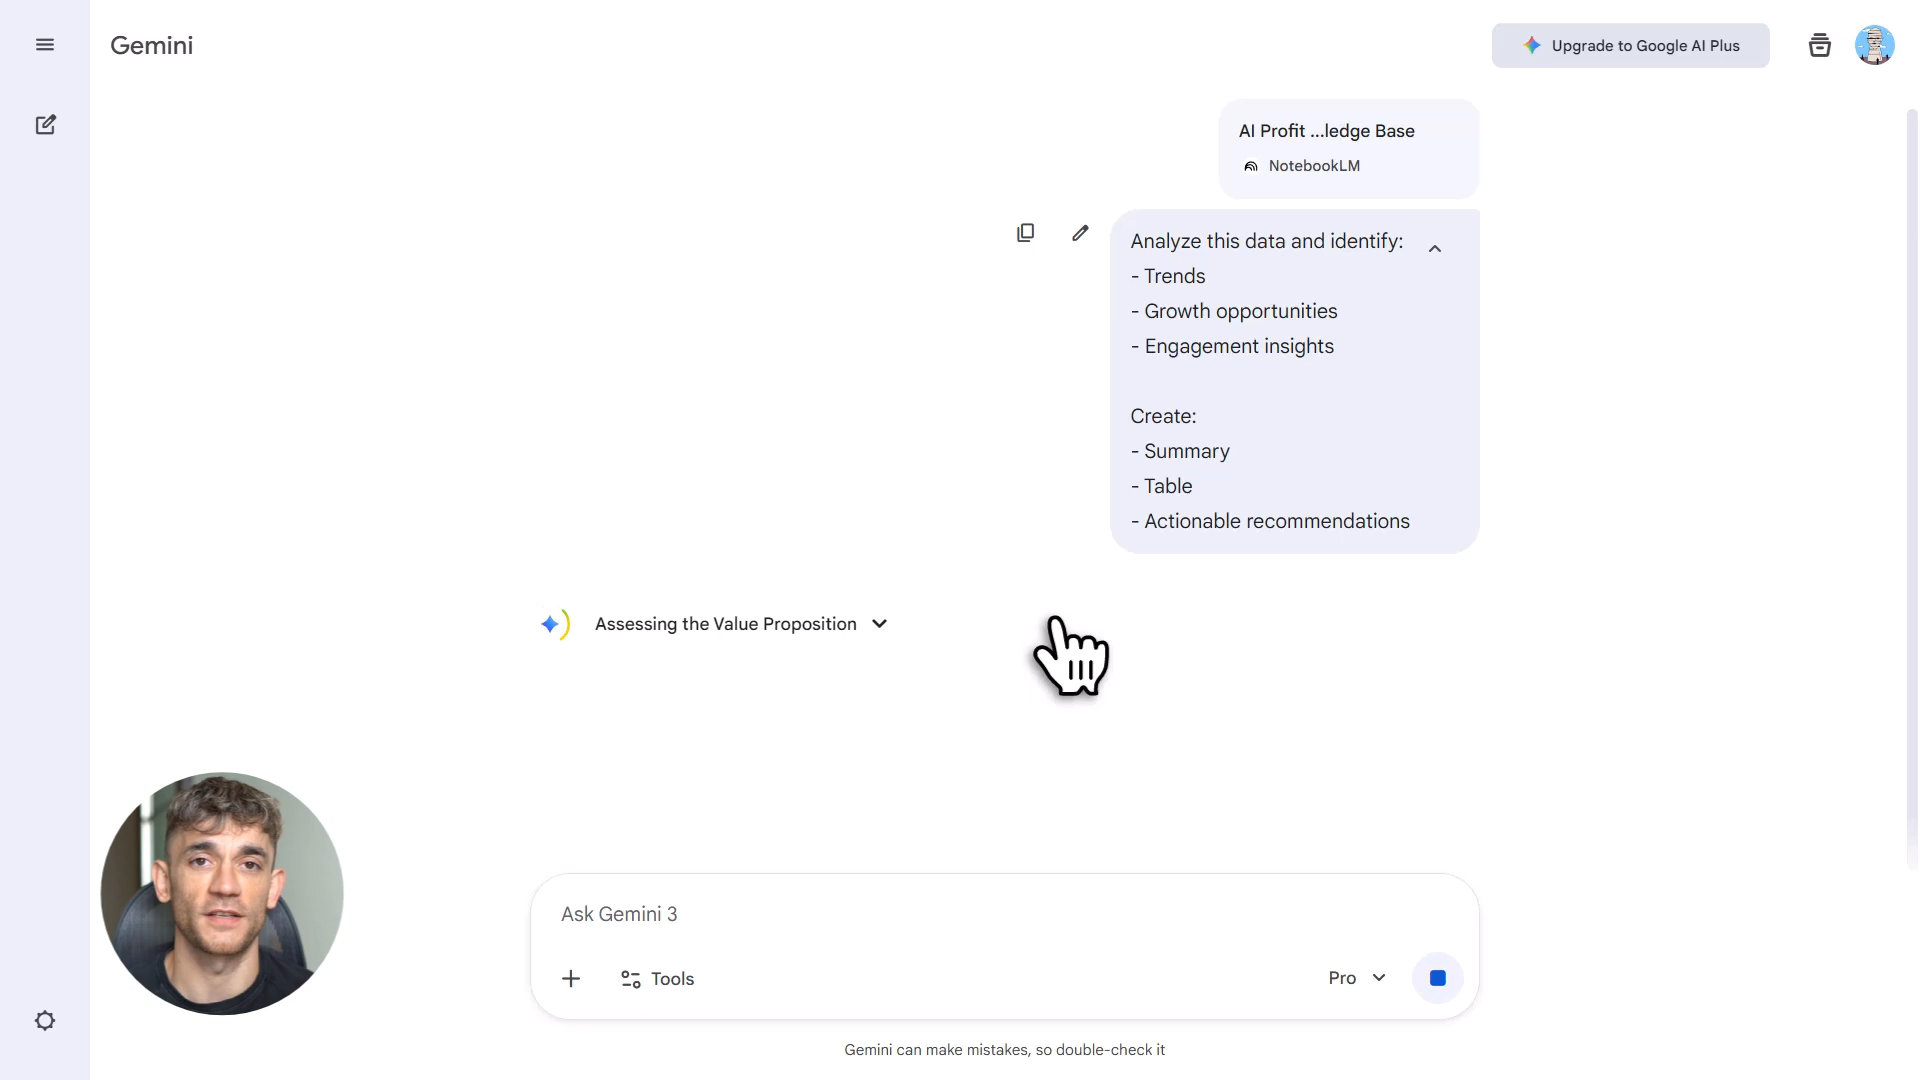 Gemini
Upgrade to Google AI Plus
AI Profit ...ledge Base
NotebookLM
Analyze this data and identify:
- Trends
- Growth opportunities
- Engagement insights
Create:
- Summary
- Table
- Actionable recommendations
Assessing the Value Proposition
Ask Gemini 3
Tools
Pro
Gemini can make mistakes, so double-check it